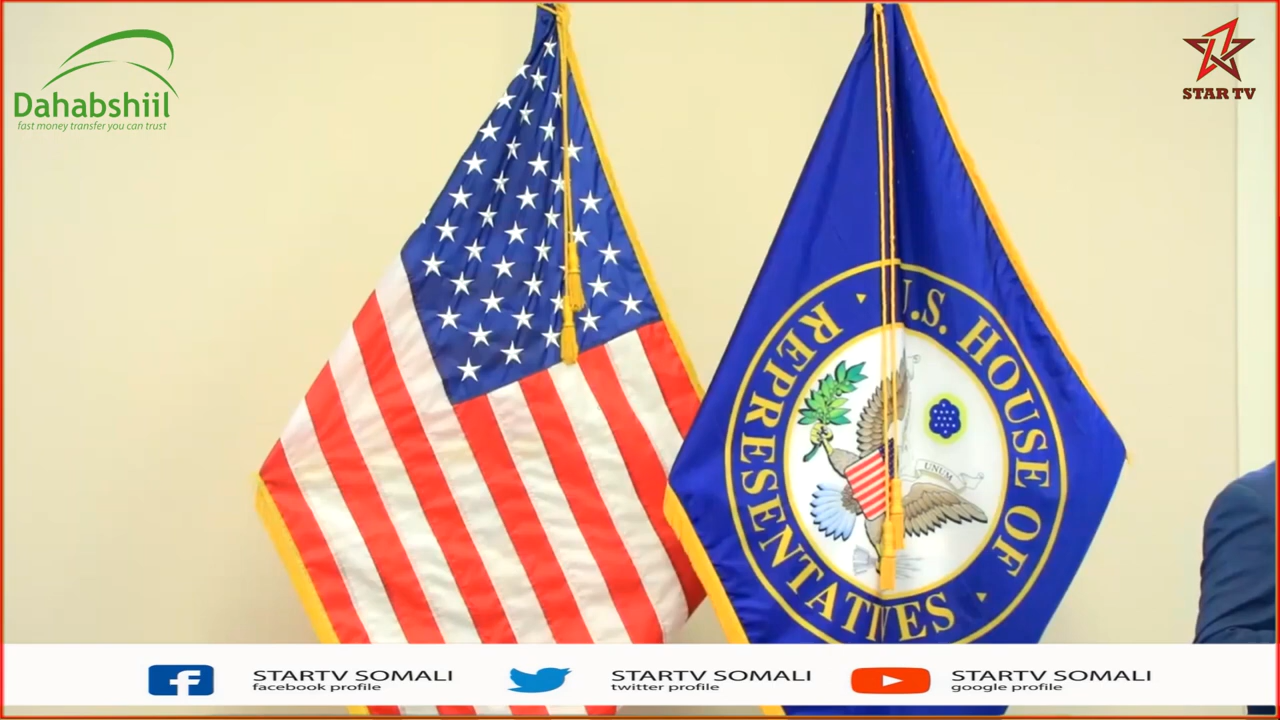 Dahabshiil
fast money transfer you can trust
STAR TV
U.S. HOUSE OF
REPRESENTATIVES
UNUM
STARTV SOMALI
facebook profile
STARTV SOMALI
twitter profile
STARTV SOMALI
google profile